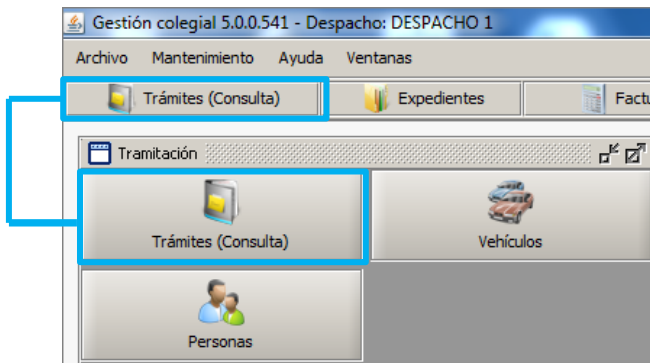 Gestión colegial 5.0.0.541 - Despacho: DESPACHO 1
Archivo Mantenimiento Ayuda Ventanas
Trámites (Consulta) Expedientes Factu
Tramitación
Trámites (Consulta) Vehículos
Personas